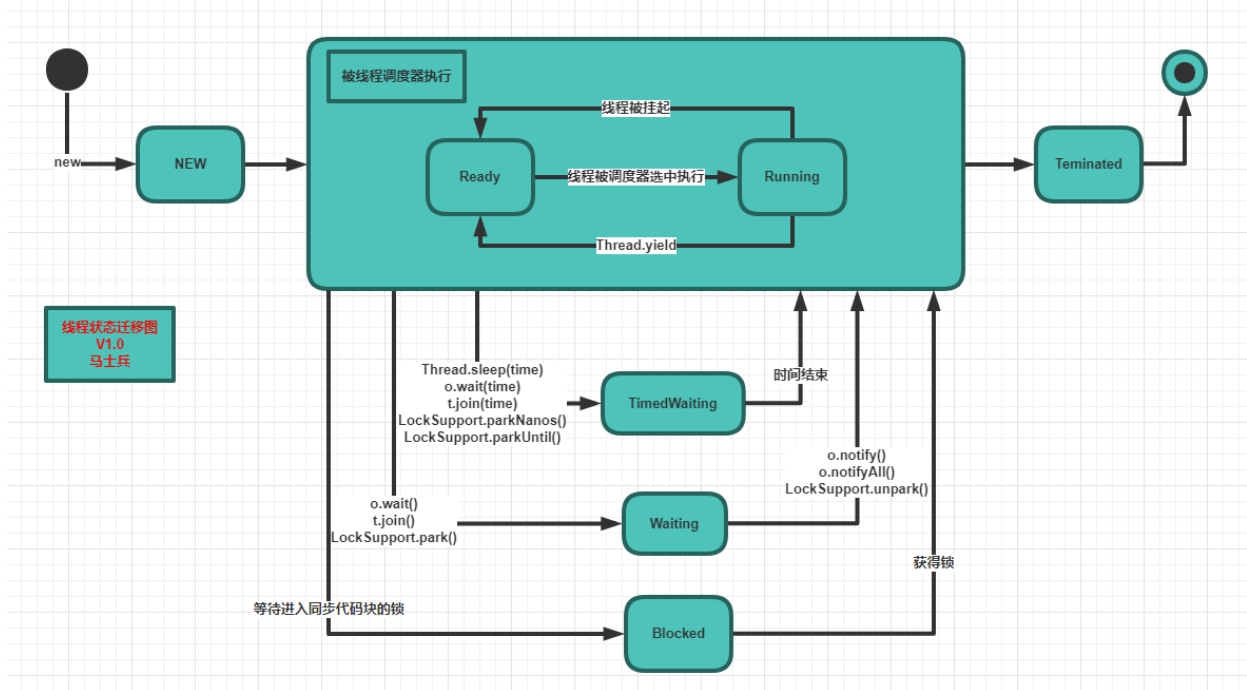 被线程调度器执行
线程被挂起
new
NEW
Ready
线程被调度器选中执行
Running
Teminated
Thread.yield
线程状态迁移图
V1.0
马士兵
Thread.sleep(time)
o.wait(time)
t.join(time)
LockSupport.parkNanos()
LockSupport.parkUntil()
TimedWaiting
时间结束
o.wait()
t.join()
LockSupport.park()
Waiting
o.notify()
o.notifyAll()
LockSupport.unpark()
等待进入同步代码块的锁
Blocked
获得锁